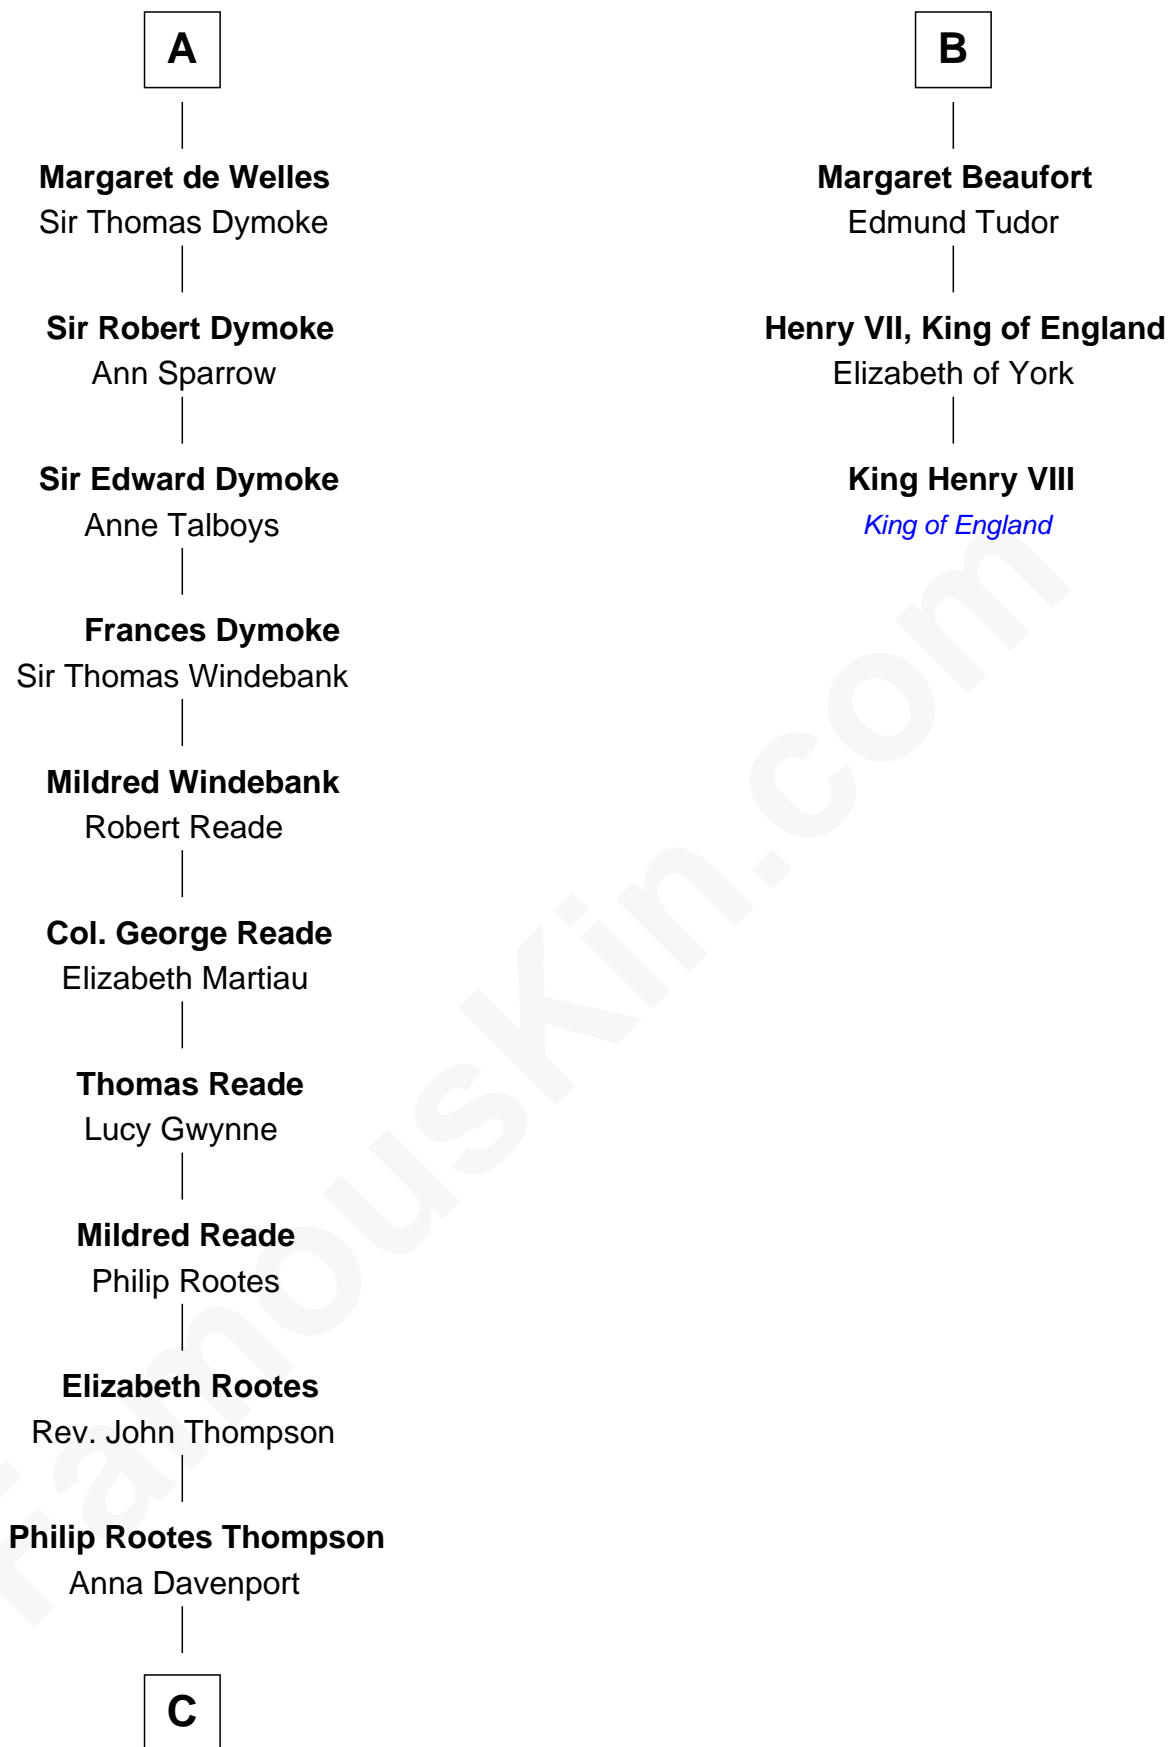 A
Margaret de Welles
Sir Thomas Dymoke
Sir Robert Dymoke
Ann Sparrow
Sir Edward Dymoke
Anne Talboys
Frances Dymoke
Sir Thomas Windebank
Mildred Windebank
Robert Reade
Col. George Reade
Elizabeth Martiau
Thomas Reade
Lucy Gwynne
Mildred Reade
Philip Rootes
Elizabeth Rootes
Rev. John Thompson
Philip Rootes Thompson
Anna Davenport
C
B
Margaret Beaufort
Edmund Tudor
Henry VII, King of England
Elizabeth of York
King Henry VIII
King of England
FamousKin.com